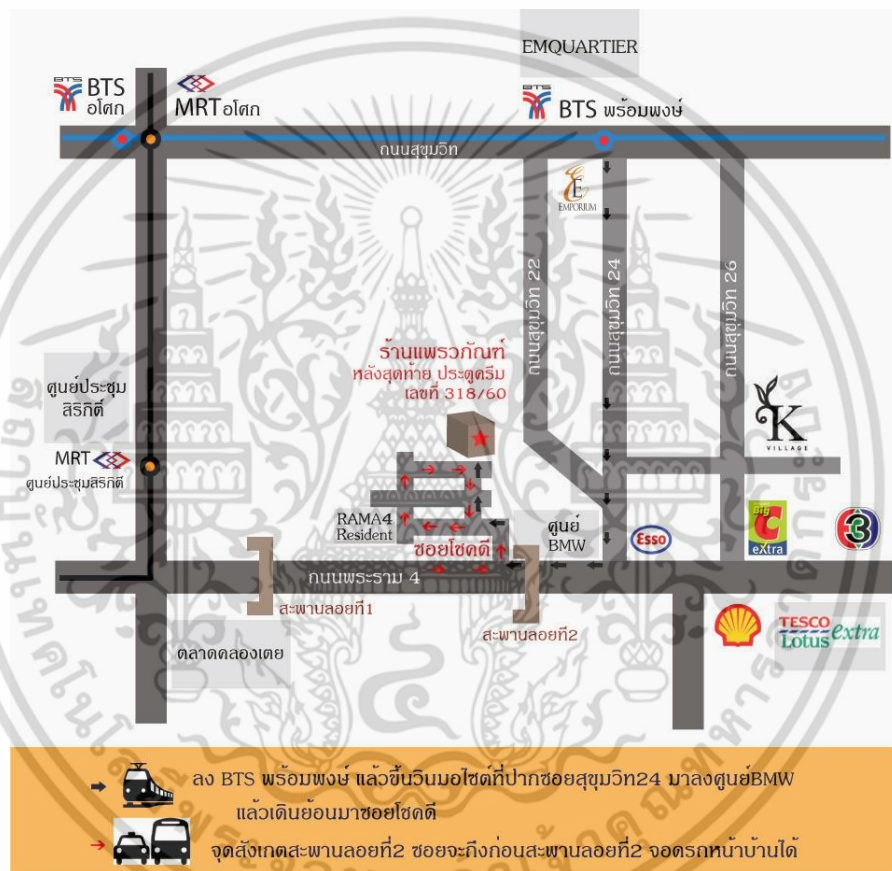 EMQUARTIER
BTS
BTS
อโศก
MRT อโศก
BTS
BTS พร้อมพงษ์
ถนนสุขุมวิท
E
EMPORIUM
ถนนสุขุมวิท 22
ถนนสุขุมวิท 24
ถนนสุขุมวิท 26
ร้านแพรวภัณฑ์
หลังสุดท้าย ประตูครีม
เลขที่ 318/60
ศูนย์ประชุม
สิริกิติ์
K
VILLAGE
MRT
ศูนย์ประชุมสิริกิติ์
RAMA4
Resident
ซอยโชคดี
ศูนย์
BMW
Esso
Big
C
eXtra
3
ถนนพระราม 4
สะพานลอยที่1
สะพานลอยที่2
ตลาดคลองเตย
TESCO
Lotus extra
ลง BTS พร้อมพงษ์ แล้วขึ้นวินมอไซต์ที่ปากซอยสุขุมวิท24 มาลงศูนย์BMW
แล้วเดินย้อนมาซอยโชคดี
จุดสังเกตสะพานลอยที่2 ซอยจะถึงก่อนสะพานลอยที่2 จอดรถหน้าบ้านได้